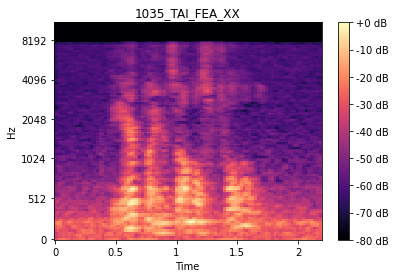 1035_TAI_FEA_XX
Hz
8192
4096
2048
1024
512
0
0
0.5
1
1.5
2
Time
+0 dB
-10 dB
-20 dB
-30 dB
-40 dB
-50 dB
-60 dB
-70 dB
-80 dB